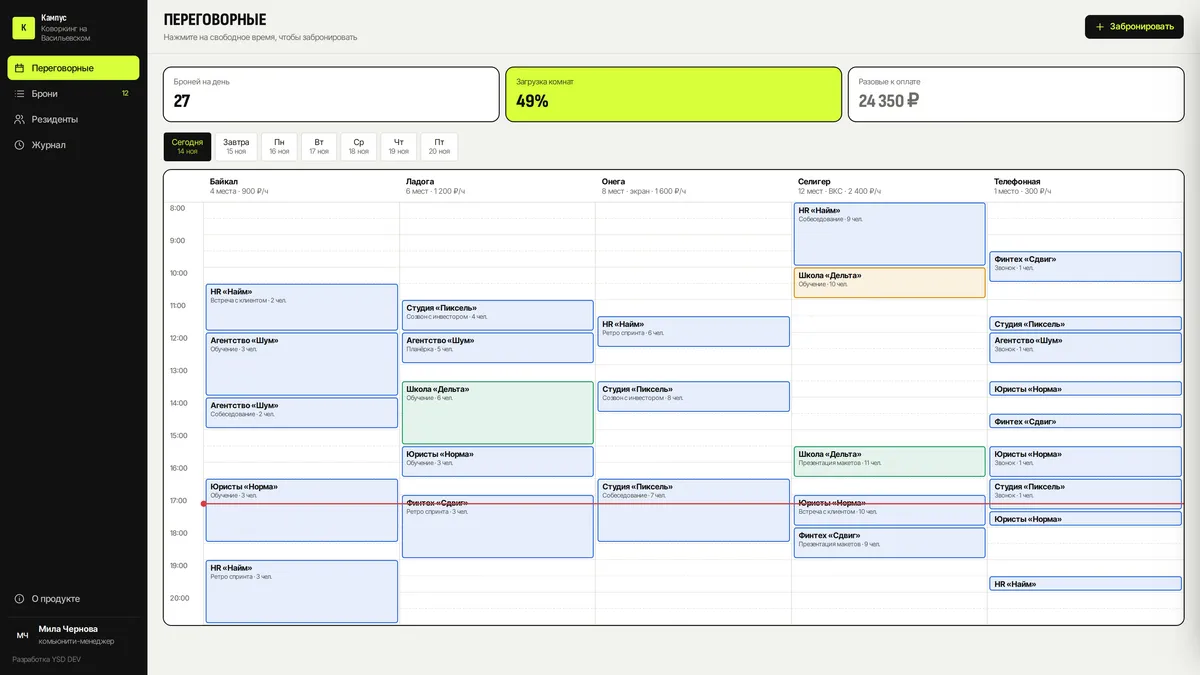 К
Кампус
Коворкинг на
Васильевском
Переговорные
Брони
12
Резиденты
Журнал
О продукте
МЧ
Мила Чернова
комьюнити-менеджер
Разработка YSD DEV
ПЕРЕГОВОРНЫЕ
Нажмите на свободное время, чтобы забронировать
+ Забронировать
Броней на день
27
Загрузка комнат
49%
Разовые к оплате
24 350 ₽
Сегодня
14 ноя
Завтра
15 ноя
Пн
16 ноя
Вт
17 ноя
Ср
18 ноя
Чт
19 ноя
Пт
20 ноя
Байкал
4 места · 900 ₽/ч
Ладога
6 мест · 1 200 ₽/ч
Онега
8 мест · экран · 1 600 ₽/ч
Селигер
12 мест · ВКС · 2 400 ₽/ч
Телефонная
1 место · 300 ₽/ч
8:00
9:00
10:00
11:00
12:00
13:00
14:00
15:00
16:00
17:00
18:00
19:00
20:00
HR «Найм»
Встреча с клиентом · 2 чел.
Агентство «Шум»
Обучение · 3 чел.
Агентство «Шум»
Собеседование · 2 чел.
Юристы «Норма»
Обучение · 3 чел.
HR «Найм»
Ретро спринта · 3 чел.
Студия «Пиксель»
Созвон с инвестором · 4 чел.
Агентство «Шум»
Планёрка · 5 чел.
Школа «Дельта»
Обучение · 6 чел.
Юристы «Норма»
Обучение · 3 чел.
Финтех «Сдвиг»
Ретро спринта · 3 чел.
HR «Найм»
Ретро спринта · 6 чел.
Студия «Пиксель»
Созвон с инвестором · 8 чел.
Студия «Пиксель»
Собеседование · 7 чел.
HR «Найм»
Собеседование · 9 чел.
Школа «Дельта»
Обучение · 10 чел.
Школа «Дельта»
Презентация макетов · 11 чел.
Юристы «Норма»
Встреча с клиентом · 10 чел.
Финтех «Сдвиг»
Презентация макетов · 9 чел.
Финтех «Сдвиг»
Звонок · 1 чел.
Студия «Пиксель»
Агентство «Шум»
Звонок · 1 чел.
Юристы «Норма»
Финтех «Сдвиг»
Юристы «Норма»
Звонок · 1 чел.
Студия «Пиксель»
Звонок · 1 чел.
Юристы «Норма»
HR «Найм»